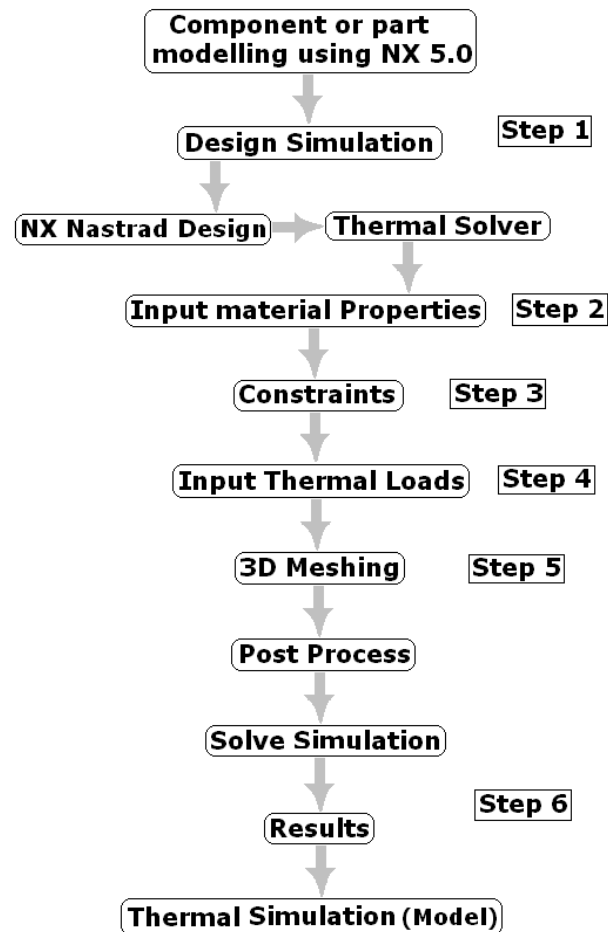 Component or part
modelling using NX 5.0
Design Simulation
Step 1
NX Nastrad Design
Thermal Solver
Input material Properties
Step 2
Constraints
Step 3
Input Thermal Loads
Step 4
3D Meshing
Step 5
Post Process
Solve Simulation
Step 6
Results
Thermal Simulation (Model)